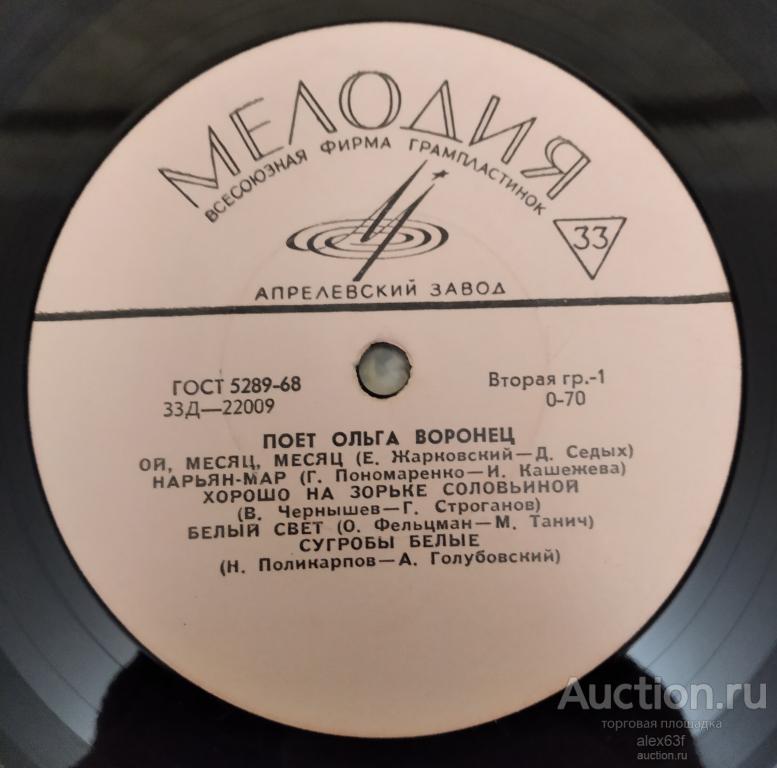 МЕЛОДИЯ
ВСЕСОЮЗНАЯ ФИРМА ГРАМПЛАСТИНОК
33
АПРЕЛЕВСКИЙ ЗАВОД
ГОСТ 5289-68
Вторая гр.-1
33Д—22009
0-70
ПОЕТ ОЛЬГА ВОРОНЕЦ
ОЙ, МЕСЯЦ, МЕСЯЦ (Е. Жарковский—Д. Седых)
НАРЬЯН-МАР (Г. Пономаренко—И. Кашежева)
ХОРОШО НА ЗОРЬКЕ СОЛОВЬИНОЙ
(В. Чернышев—Г. Строганов)
БЕЛЫЙ СВЕТ (О. Фельцман—М. Танич)
СУГРОБЫ БЕЛЫЕ
(Н. Поликарпов—А. Голубовский)
Auction.ru
торговая площадка
alex63f
auction.ru